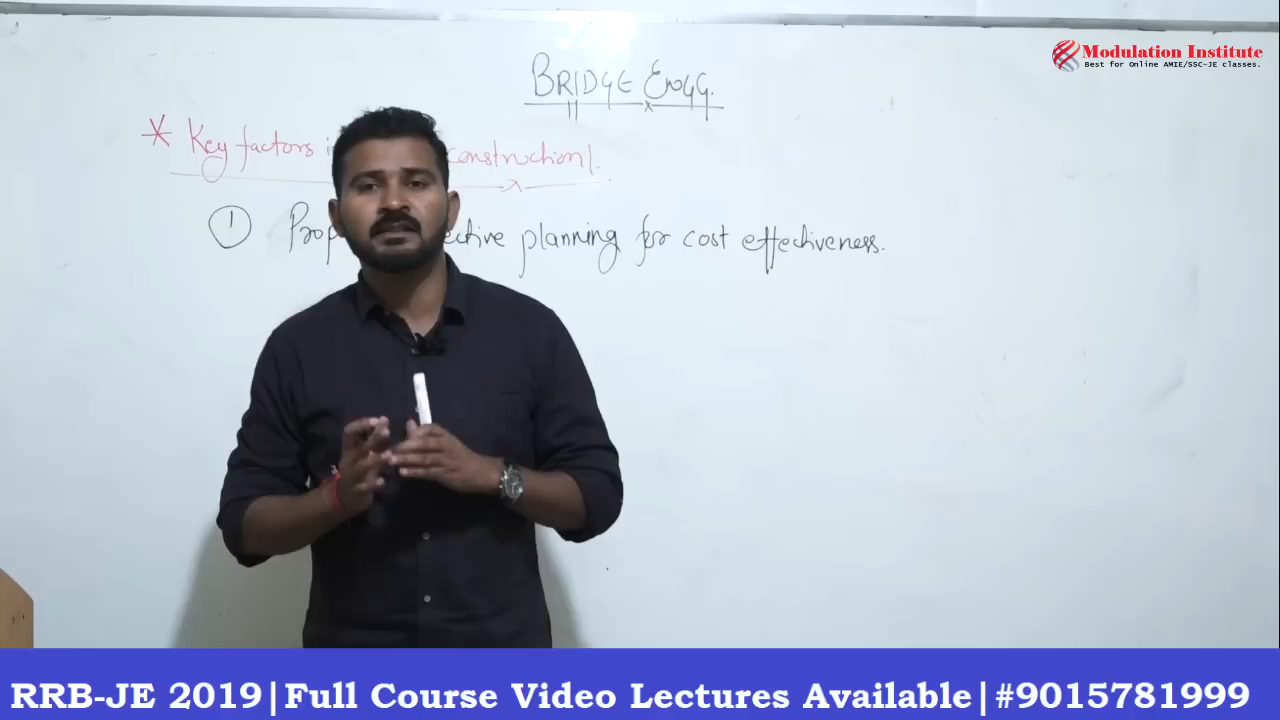 Modulation Institute
Best for Online AMIE/SSC-JE classes.
BRIDGE Engg.
* Key factors construction!.
① Prop ective planning for cost effectiveness.
RRB-JE 2019|Full Course Video Lectures Available|#9015781999